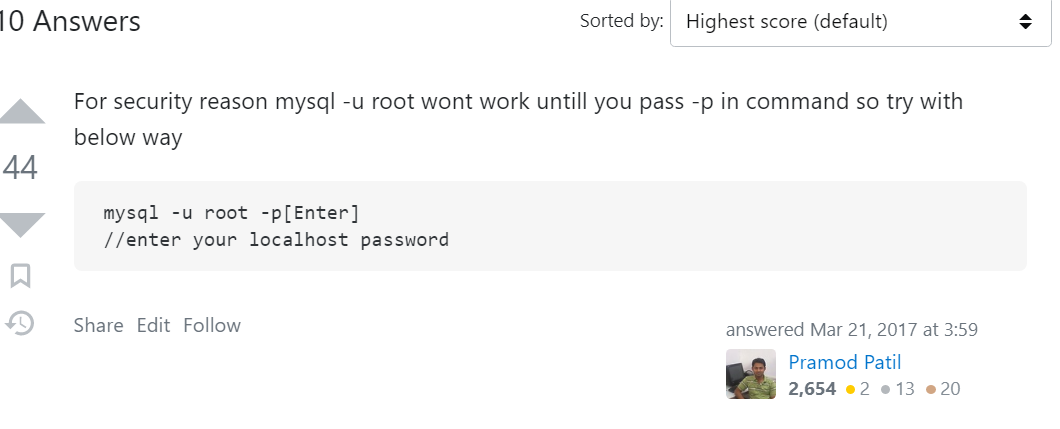 10 Answers
Sorted by:
Highest score (default)
For security reason mysql -u root wont work untill you pass -p in command so try with
below way
44
mysql -u root -p[Enter]
//enter your localhost password
Share Edit Follow
answered Mar 21, 2017 at 3:59
Pramod Patil
2,654 2 13 20